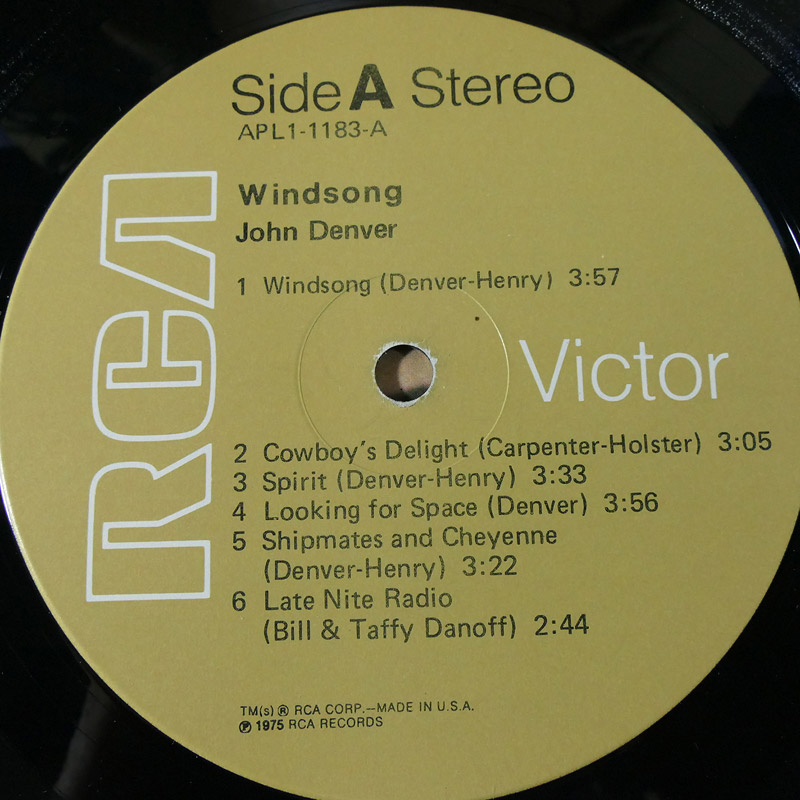 Side A Stereo
APL1-1183-A
Windsong
John Denver
1 Windsong (Denver-Henry) 3:57
RCA
Victor
2 Cowboy's Delight (Carpenter-Holster) 3:05
3 Spirit (Denver-Henry) 3:33
4 Looking for Space (Denver) 3:56
5 Shipmates and Cheyenne
(Denver-Henry) 3:22
6 Late Nite Radio
(Bill & Taffy Danoff) 2:44
TM(s) ® RCA CORP.—MADE IN U.S.A.
℗ 1975 RCA RECORDS